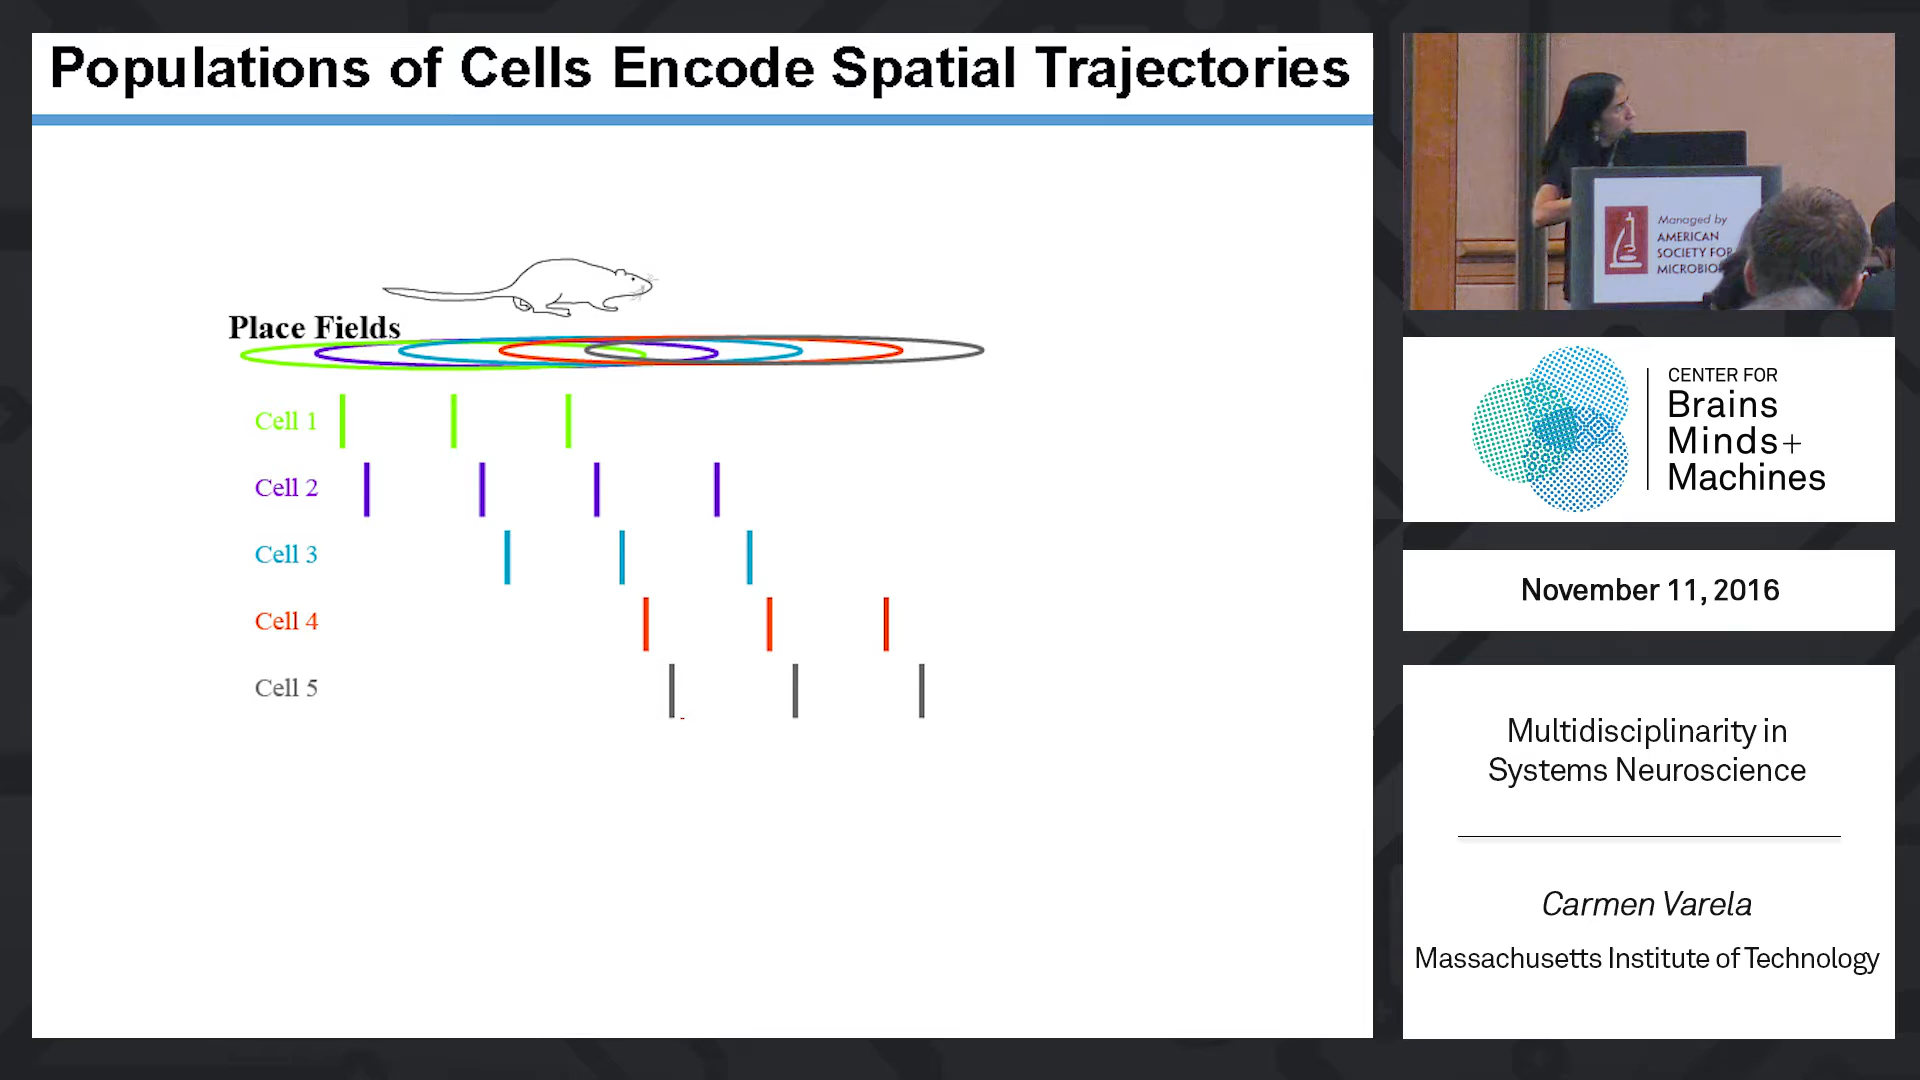 Populations of Cells Encode Spatial Trajectories
Place Fields
Cell 1
Cell 2
Cell 3
Cell 4
Cell 5
Managed by
AMERICAN
SOCIETY FOR
CENTER FOR
Brains
Minds+
Machines
November 11, 2016
Multidisciplinarity in
Systems Neuroscience
Carmen Varela
Massachusetts Institute of Technology